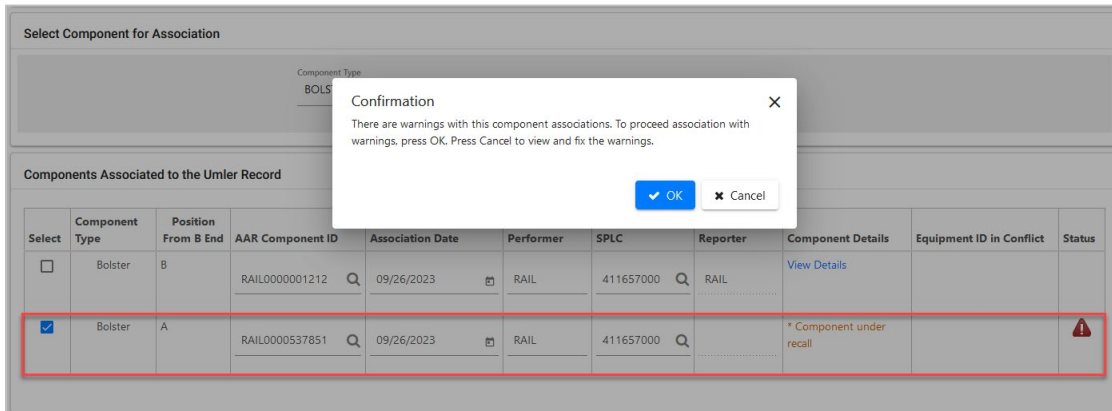 Select Component for Association
Component Type
BOLS
Confirmation
There are warnings with this component associations. To proceed association with
warnings, press OK. Press Cancel to view and fix the warnings.
OK Cancel
Components Associated to the Umler Record
Select Component Type Position From B End AAR Component ID Association Date Performer SPLC Reporter Component Details Equipment ID in Conflict Status
Bolster B RAIL0000001212 09/26/2023 RAIL 411657000 RAIL View Details
Bolster A RAIL0000537851 09/26/2023 RAIL 411657000 * Component under
recall